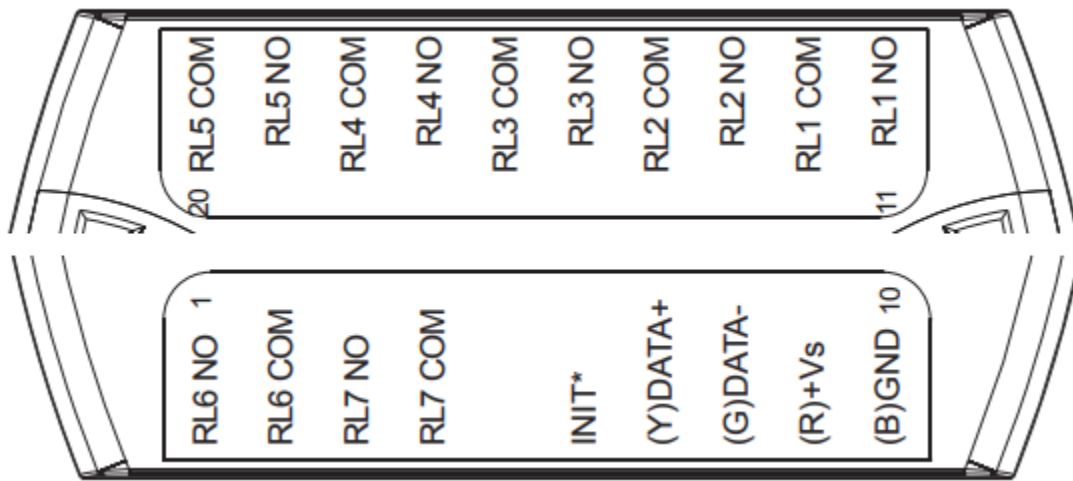 RL5 COM
RL5 NO
RL4 COM
RL4 NO
RL3 COM
RL3 NO
RL2 COM
RL2 NO
RL1 COM
RL1 NO
20
11
1
10
RL6 NO
RL6 COM
RL7 NO
RL7 COM
INIT*
(Y)DATA+
(G)DATA-
(R)+Vs
(B)GND